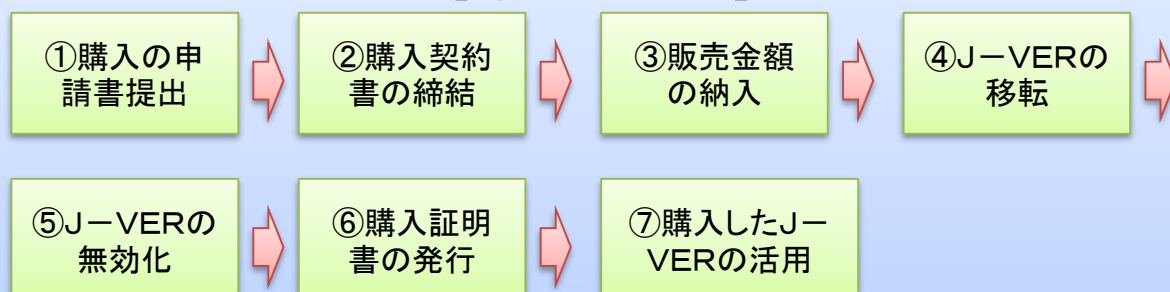 ①購入の申
請書提出
②購入契約
書の締結
③販売金額
の納入
④J－VERの
移転
⑤J－VERの
無効化
⑥購入証明
書の発行
⑦購入したJ－
VERの活用